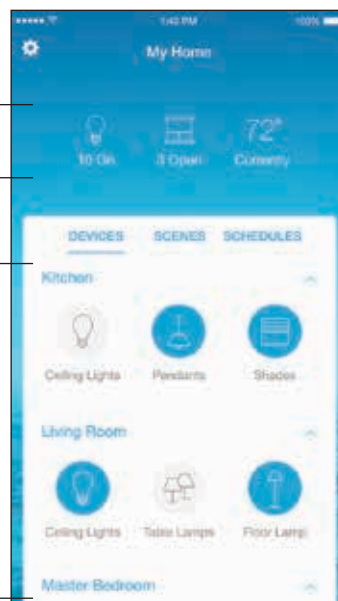 1:42 PM 100%
My Home
72°
10 On 3 Open Currently
DEVICES SCENES SCHEDULES
Kitchen
Ceiling Lights Pendants Shades
Living Room
Ceiling Lights Table Lamps Floor Lamp
Master Bedroom